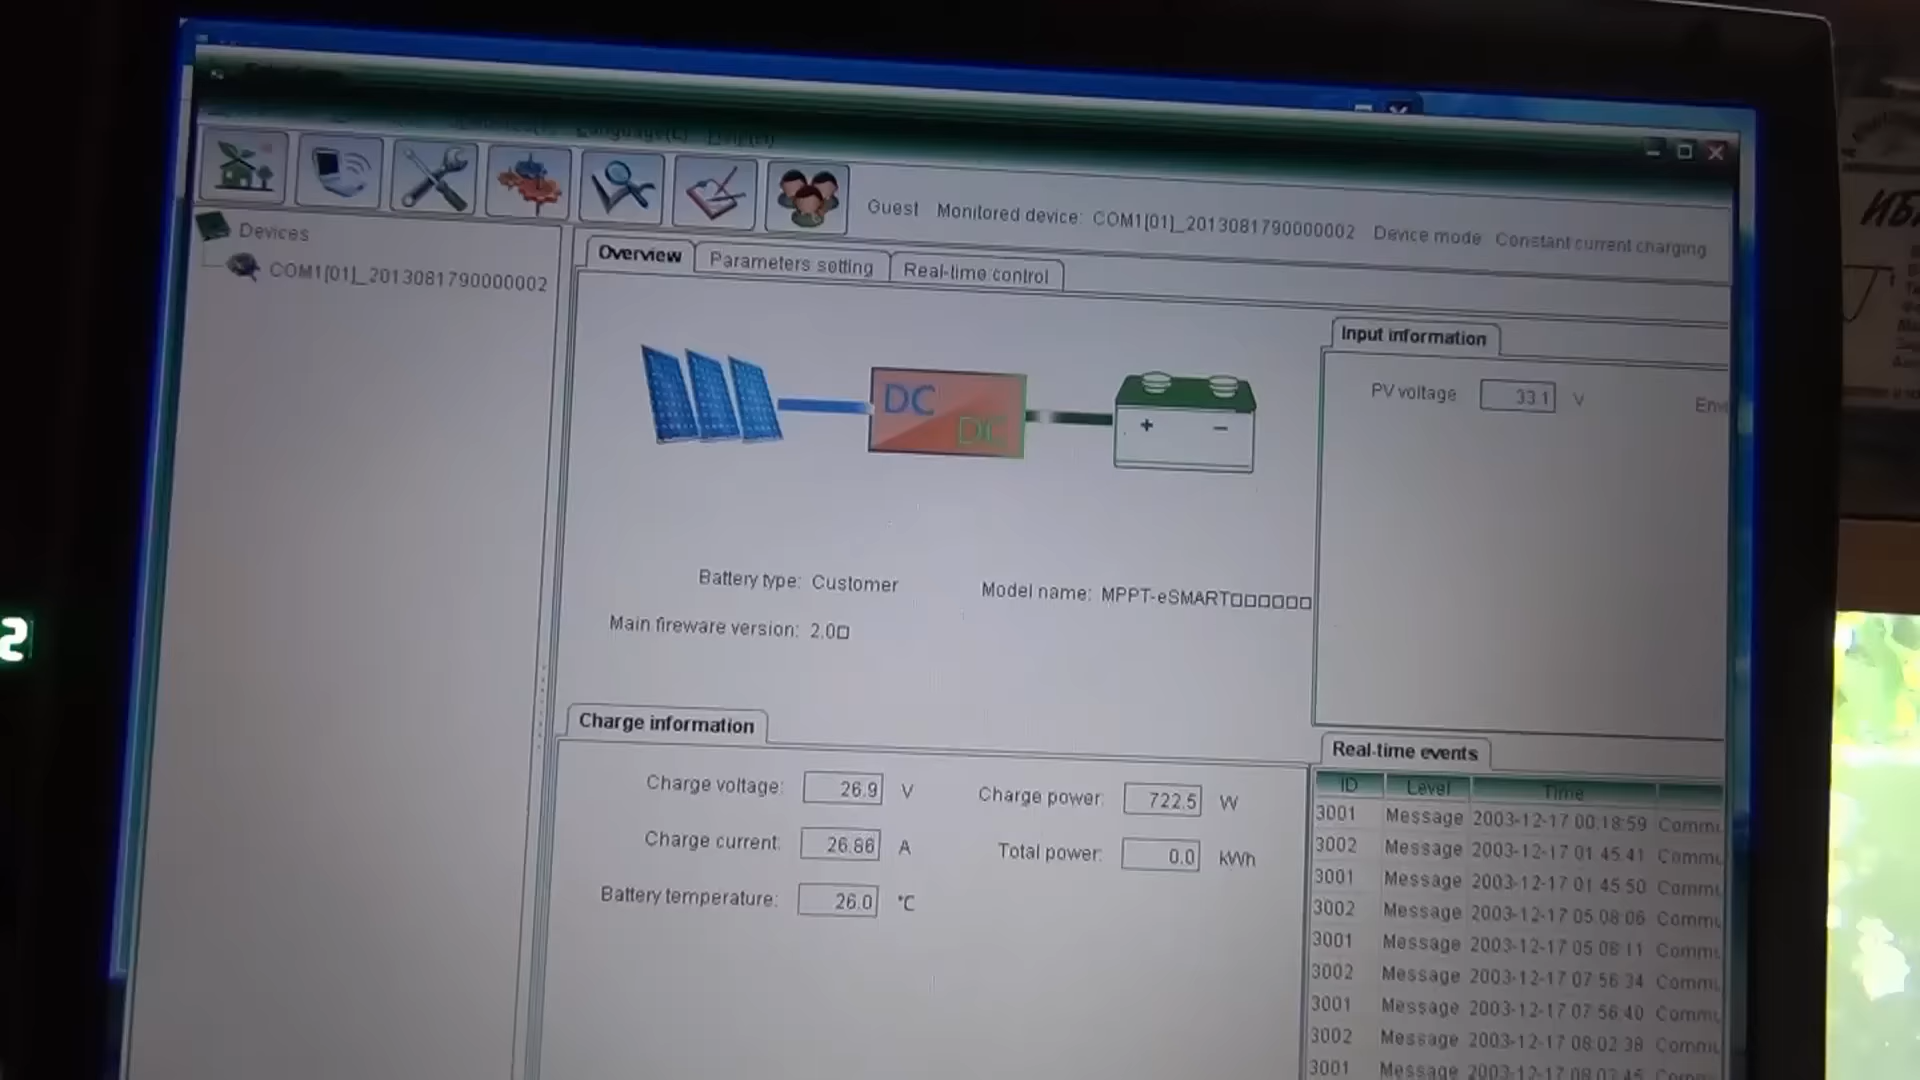 Guest Monitored device: COM1[01]_2013081790000002 Device mode Constant current charging
Devices
COM1[01]_2013081790000002
Overview Parameters setting Real-time control
Input information
PV voltage 33.1 V
DC
DC
+ −
Battery type: Customer
Model name: MPPT-eSMART□□□□□□
Main fireware version: 2.0□
Charge information
Charge voltage: 26.9 V
Charge power: 722.5 W
Charge current: 26.86 A
Total power: 0.0 kWh
Battery temperature: 26.0 °C
Real-time events
ID Level Time
3001 Message 2003-12-17 00:18:59
3002 Message 2003-12-17 01:45:41
3001 Message 2003-12-17 01:45:50
3002 Message 2003-12-17 05:08:06
3001 Message 2003-12-17 05:08:11
3002 Message 2003-12-17 07:56:34
3001 Message 2003-12-17 07:56:40
3002 Message 2003-12-17 08:02:38
3001 Message 2003-12-17
2